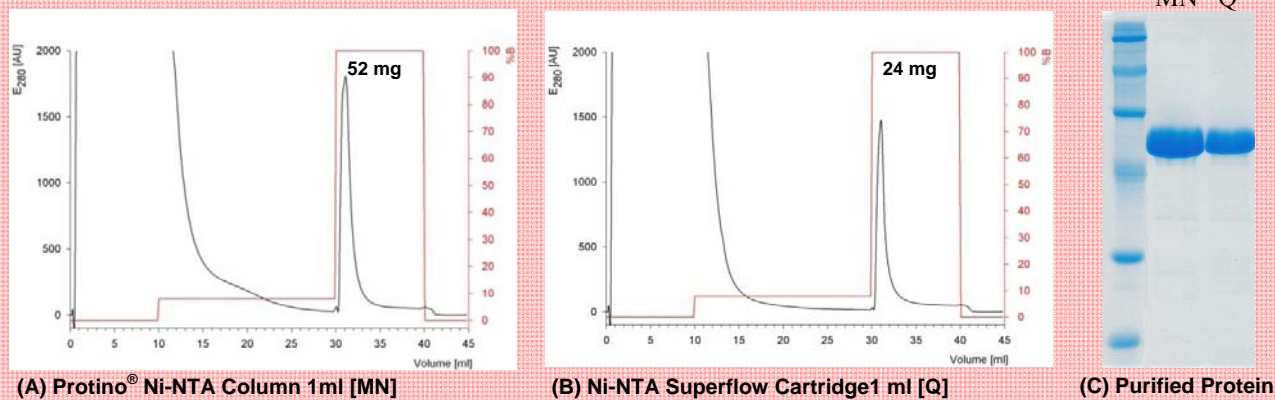 MN Q
2000
1500
1000
500
0
E280 [AU]
52 mg
100
90
80
70
60
50
40
30
20
10
0
%B
0 5 10 15 20 25 30 35 40 45
Volume [ml]
(A) Protino® Ni-NTA Column 1ml [MN]
2000
1500
1000
500
0
E280 [AU]
24 mg
100
90
80
70
60
50
40
30
20
10
0
%B
0 5 10 15 20 25 30 35 40 45
Volume [ml]
(B) Ni-NTA Superflow Cartridge1 ml [Q]
(C) Purified Protein